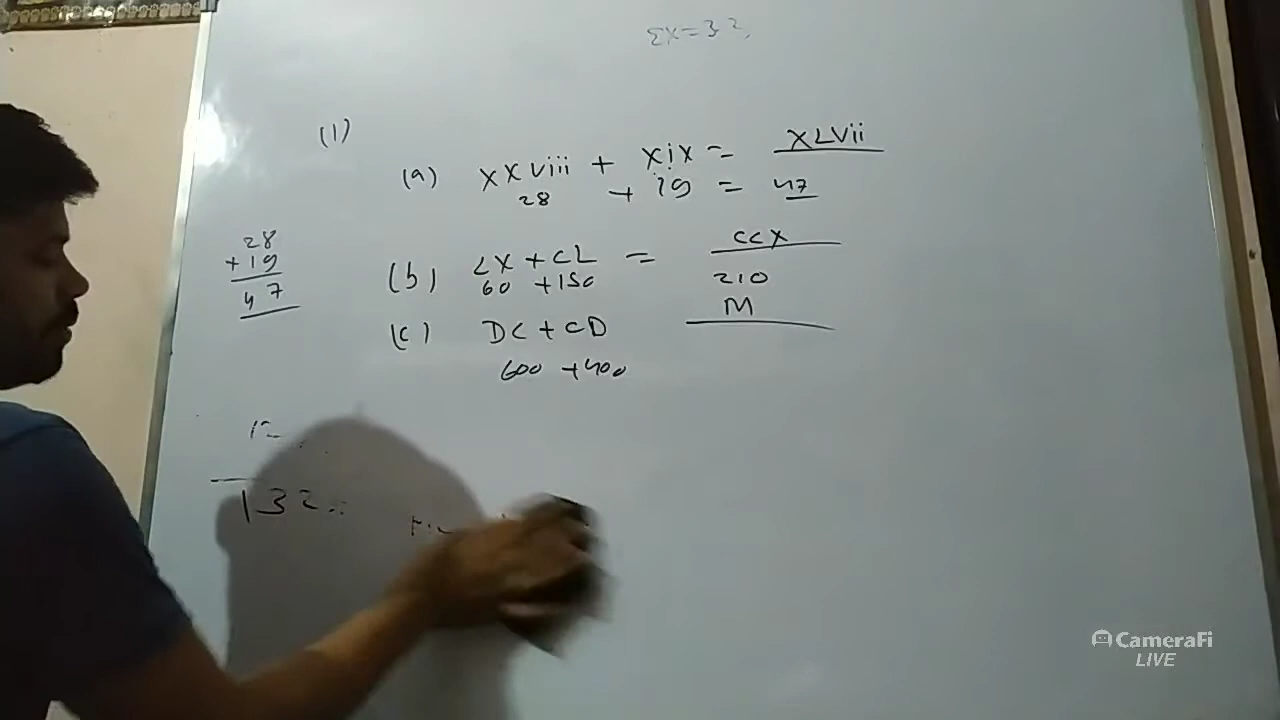 Σx=32,
(1)
(a) XXviii + xix = XLVii
28 + 19 = 47
28
+19
47
(b) LX + CL = CCX
60 +150 210
(c) DC + CD M
600 +400
132
CameraFi
LIVE